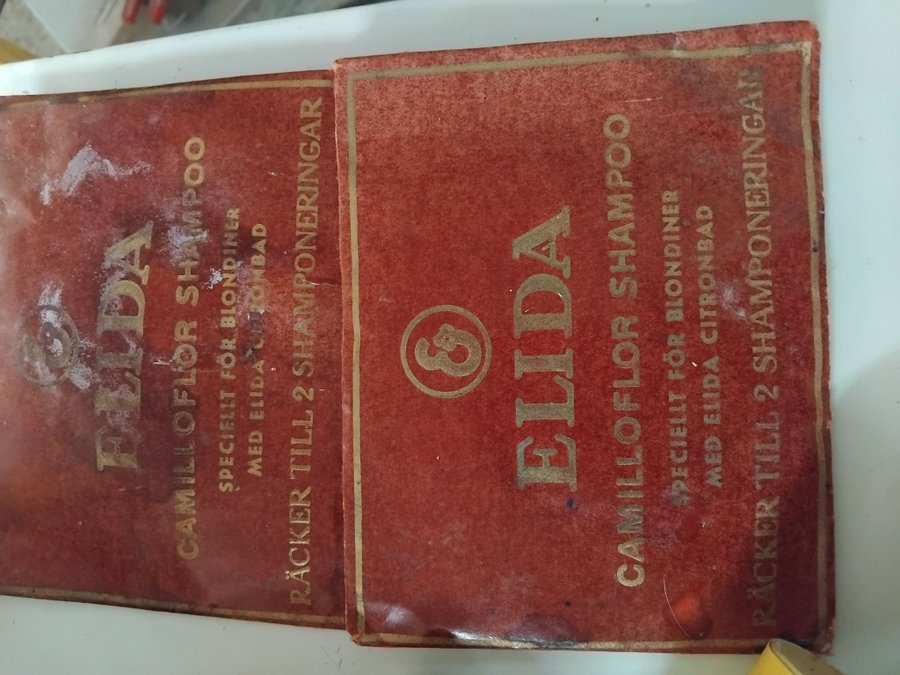 ELIDA
CAMILLOFLOR SHAMPOO
SPECIELLT FÖR BLONDINER
MED ELIDA CITRONBAD
RÄCKER TILL 2 SHAMPONERINGAR
E
ELIDA
CAMILLOFLOR SHAMPOO
SPECIELLT FÖR BLONDINER
MED ELIDA CITRONBAD
RÄCKER TILL 2 SHAMPONERINGAR